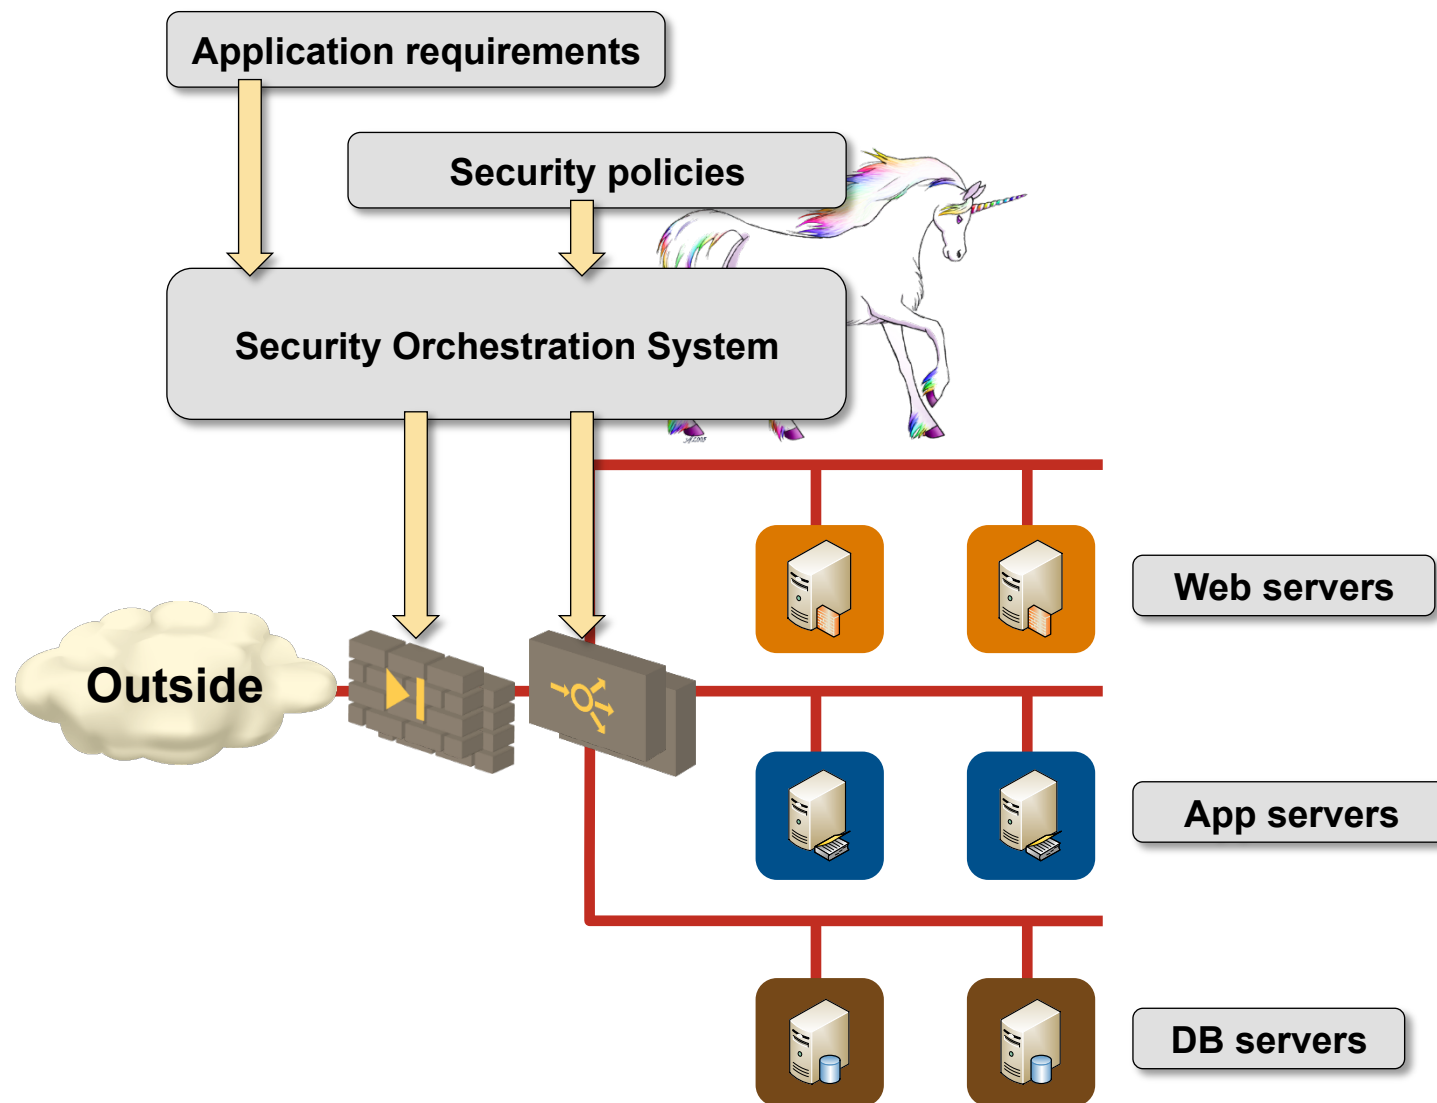 Application requirements
Security policies
Security Orchestration System
Outside
Web servers
App servers
DB servers